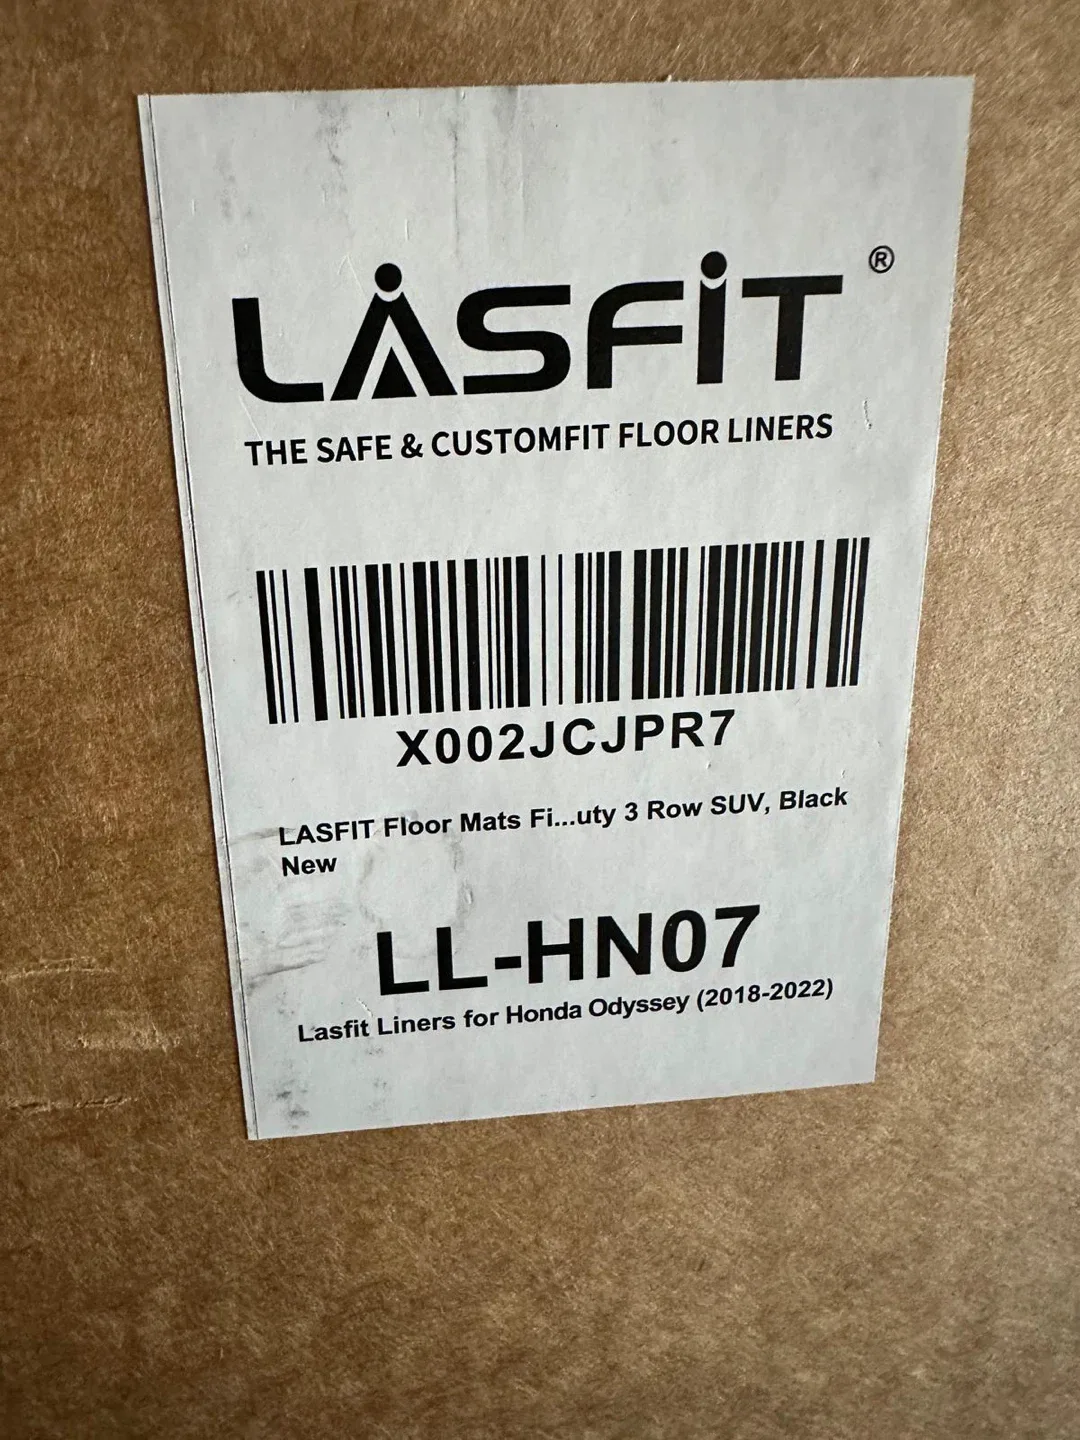 LASFIT®
THE SAFE & CUSTOMFIT FLOOR LINERS
X002JCJPR7
LASFIT Floor Mats Fi...uty 3 Row SUV, Black
New
LL-HN07
Lasfit Liners for Honda Odyssey (2018-2022)